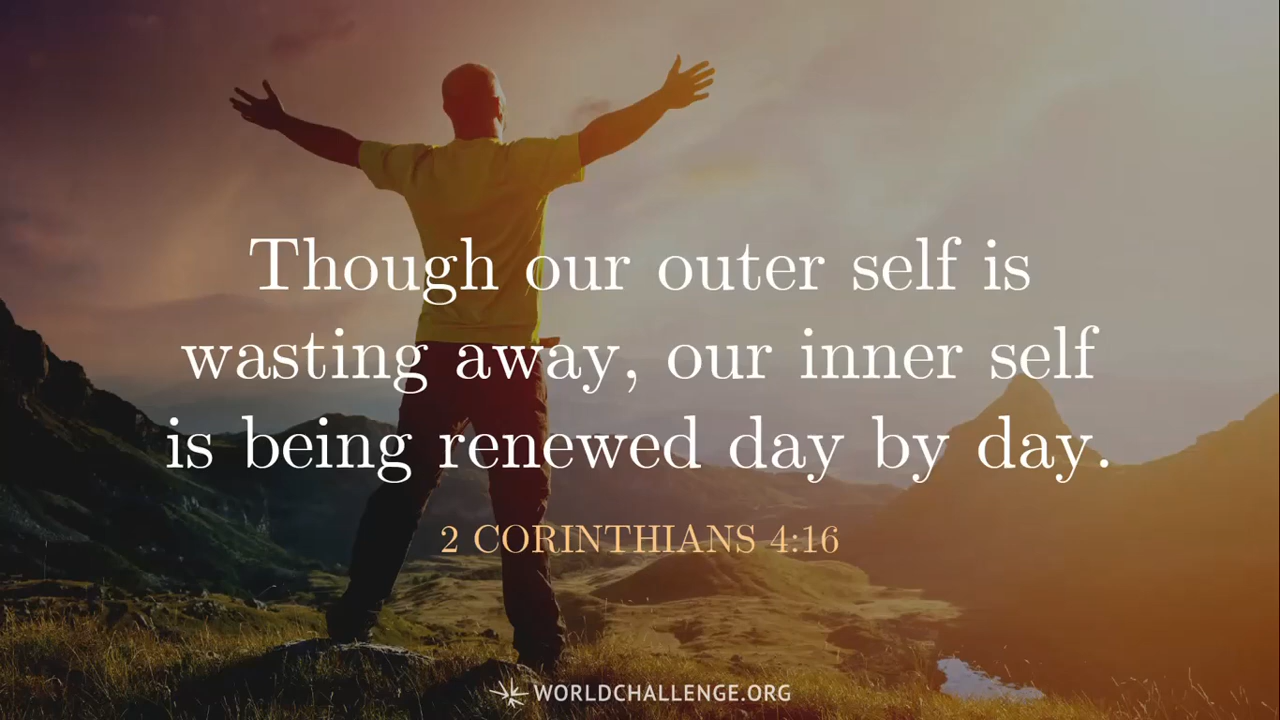 Though our outer self is
wasting away, our inner self
is being renewed day by day.
2 CORINTHIANS 4:16
WORLDCHALLENGE.ORG